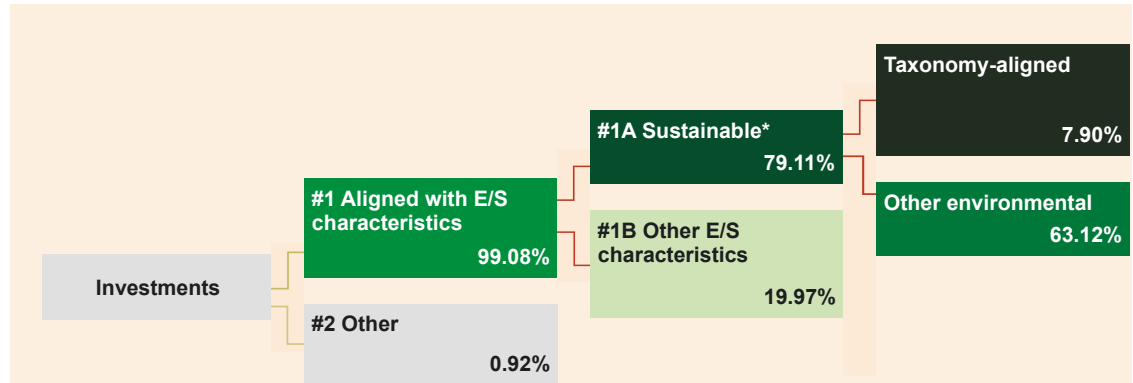 Investments
#1 Aligned with E/S
characteristics
99.08%
#2 Other
0.92%
#1A Sustainable*
79.11%
#1B Other E/S
characteristics
19.97%
Taxonomy-aligned
7.90%
Other environmental
63.12%